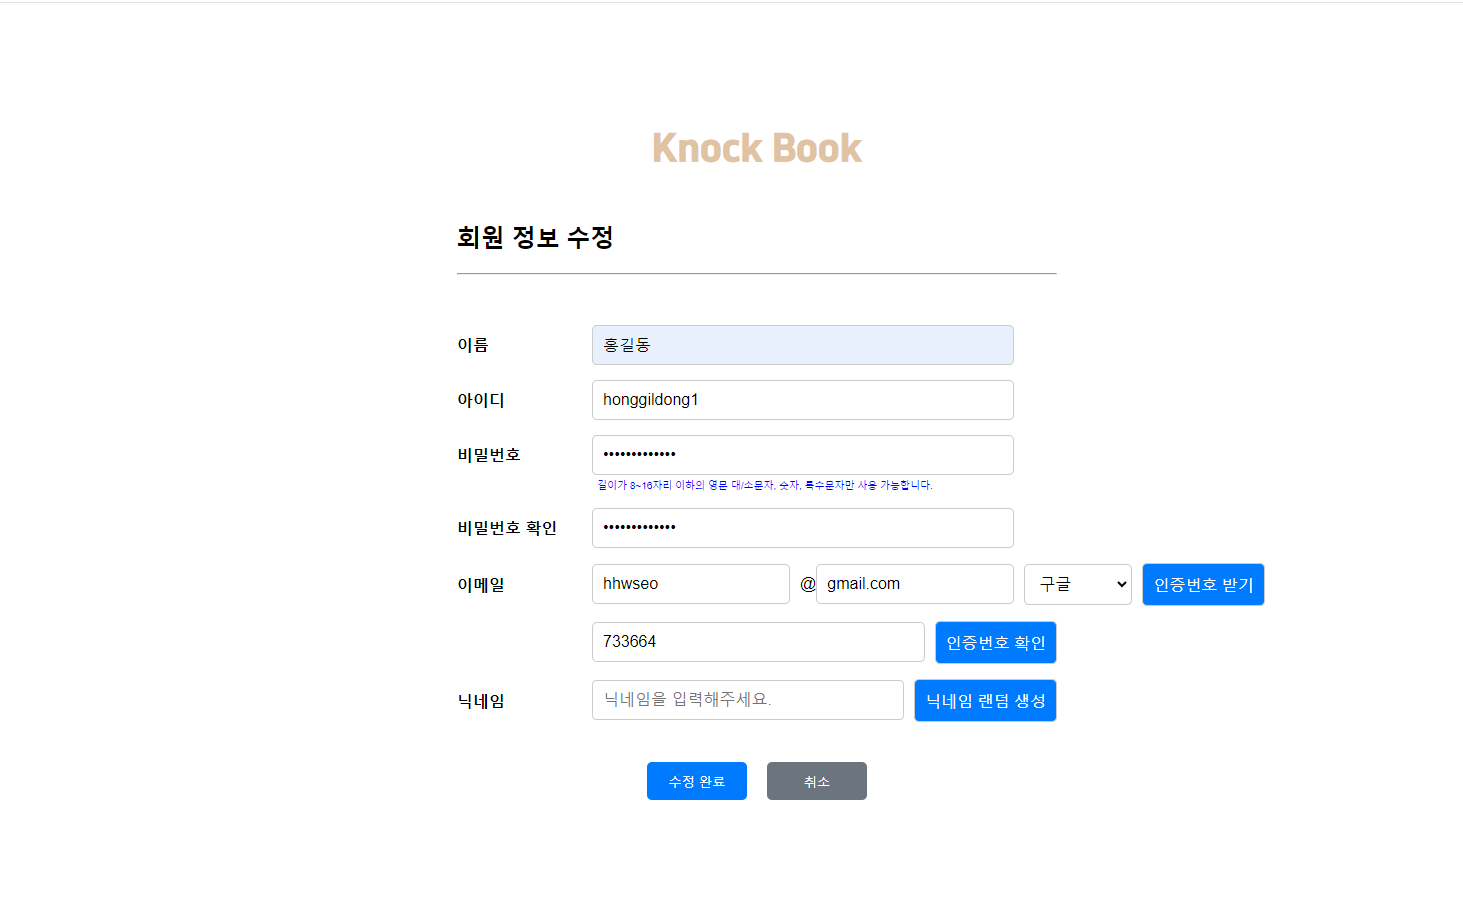 Knock Book
회원 정보 수정
이름 홍길동
아이디 honggildong1
비밀번호 •••••••••••••
길이가 8~16자리 이하의 영문 대/소문자, 숫자, 특수문자만 사용 가능합니다.
비밀번호 확인 •••••••••••••
이메일 hhwseo @ gmail.com 구글 인증번호 받기
733664 인증번호 확인
닉네임 닉네임을 입력해주세요. 닉네임 랜덤 생성
수정 완료 취소